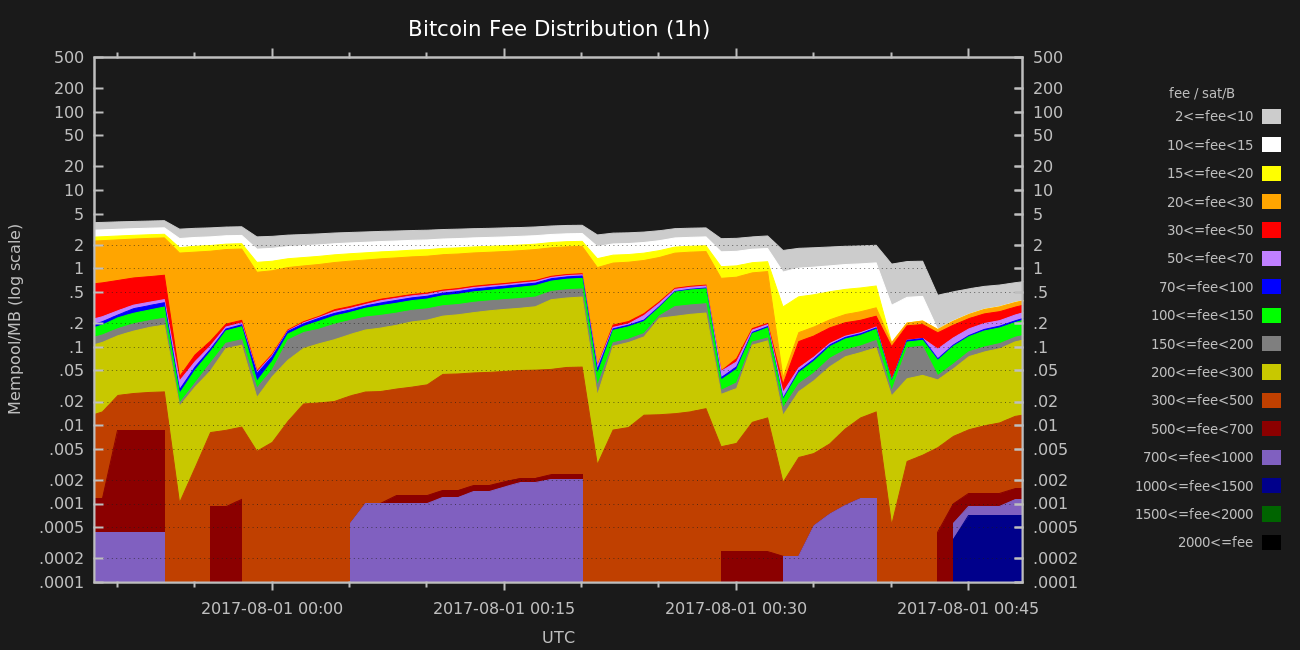 Bitcoin Fee Distribution (1h)
500 500
200 200
100 100
50 50
20 20
10 10
5 5
2 2
1 1
.5 .5
.2 .2
.1 .1
.05 .05
.02 .02
.01 .01
.005 .005
.002 .002
.001 .001
.0005 .0005
.0002 .0002
.0001 .0001
Mempool/MB (log scale)
2017-08-01 00:00 2017-08-01 00:15 2017-08-01 00:30 2017-08-01 00:45
UTC
fee / sat/B
2<=fee<10
10<=fee<15
15<=fee<20
20<=fee<30
30<=fee<50
50<=fee<70
70<=fee<100
100<=fee<150
150<=fee<200
200<=fee<300
300<=fee<500
500<=fee<700
700<=fee<1000
1000<=fee<1500
1500<=fee<2000
2000<=fee